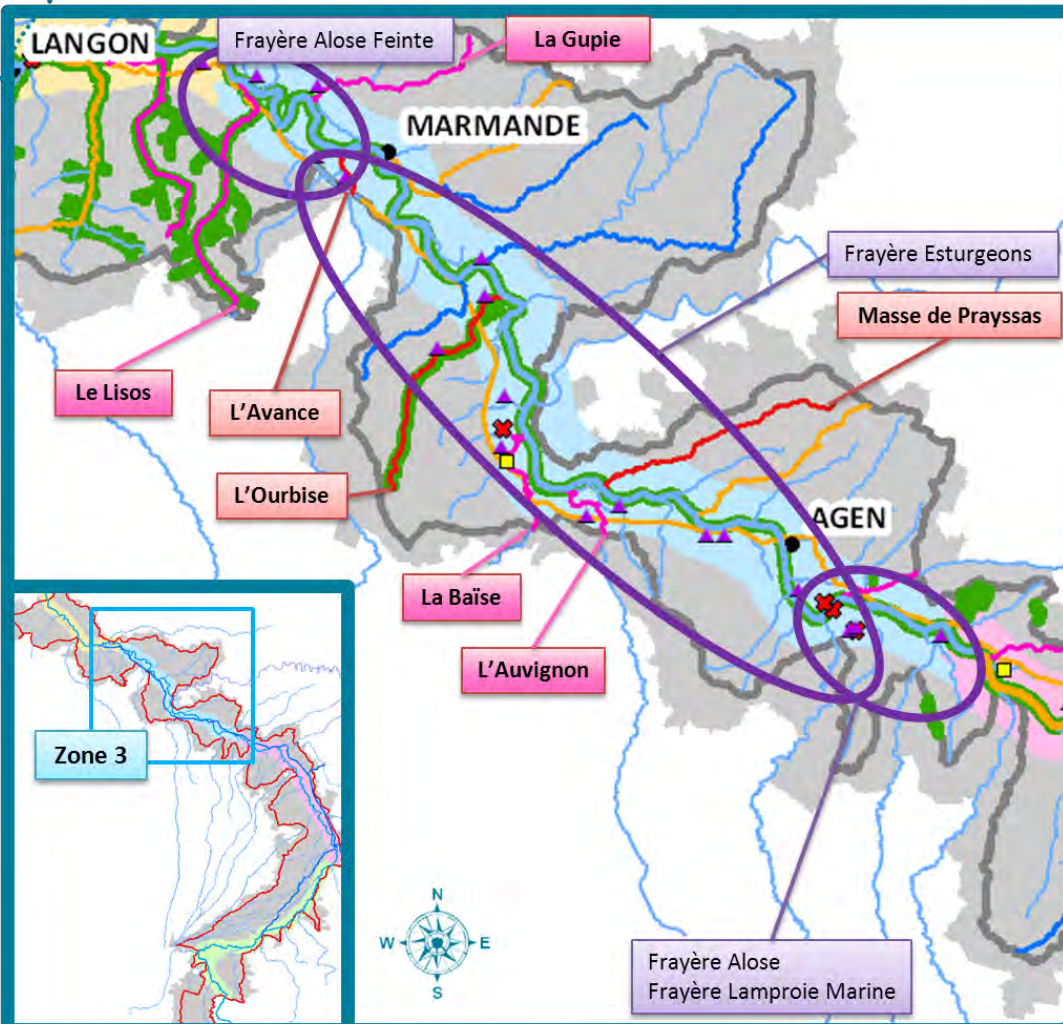 LANGON
Frayère Alose Feinte
La Gupie
MARMANDE
Frayère Esturgeons
Masse de Prayssas
Le Lisos
L'Avance
L'Ourbise
AGEN
La Baïse
L'Auvignon
Zone 3
N
W
E
S
Frayère Alose
Frayère Lamproie Marine